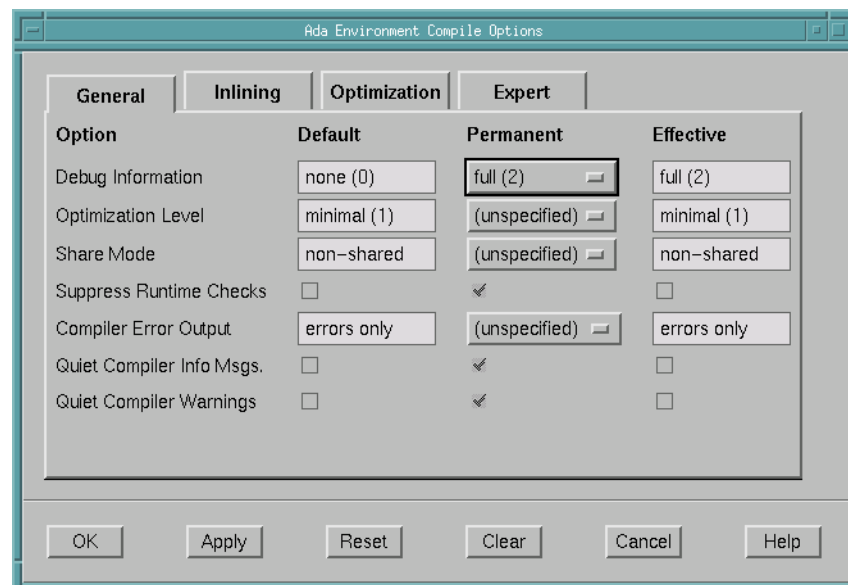 Ada Environment Compile Options
General Inlining Optimization Expert
Option Default Permanent Effective
Debug Information none (0) full (2) full (2)
Optimization Level minimal (1) (unspecified) minimal (1)
Share Mode non-shared (unspecified) non-shared
Suppress Runtime Checks
Compiler Error Output errors only (unspecified) errors only
Quiet Compiler Info Msgs.
Quiet Compiler Warnings
OK Apply Reset Clear Cancel Help